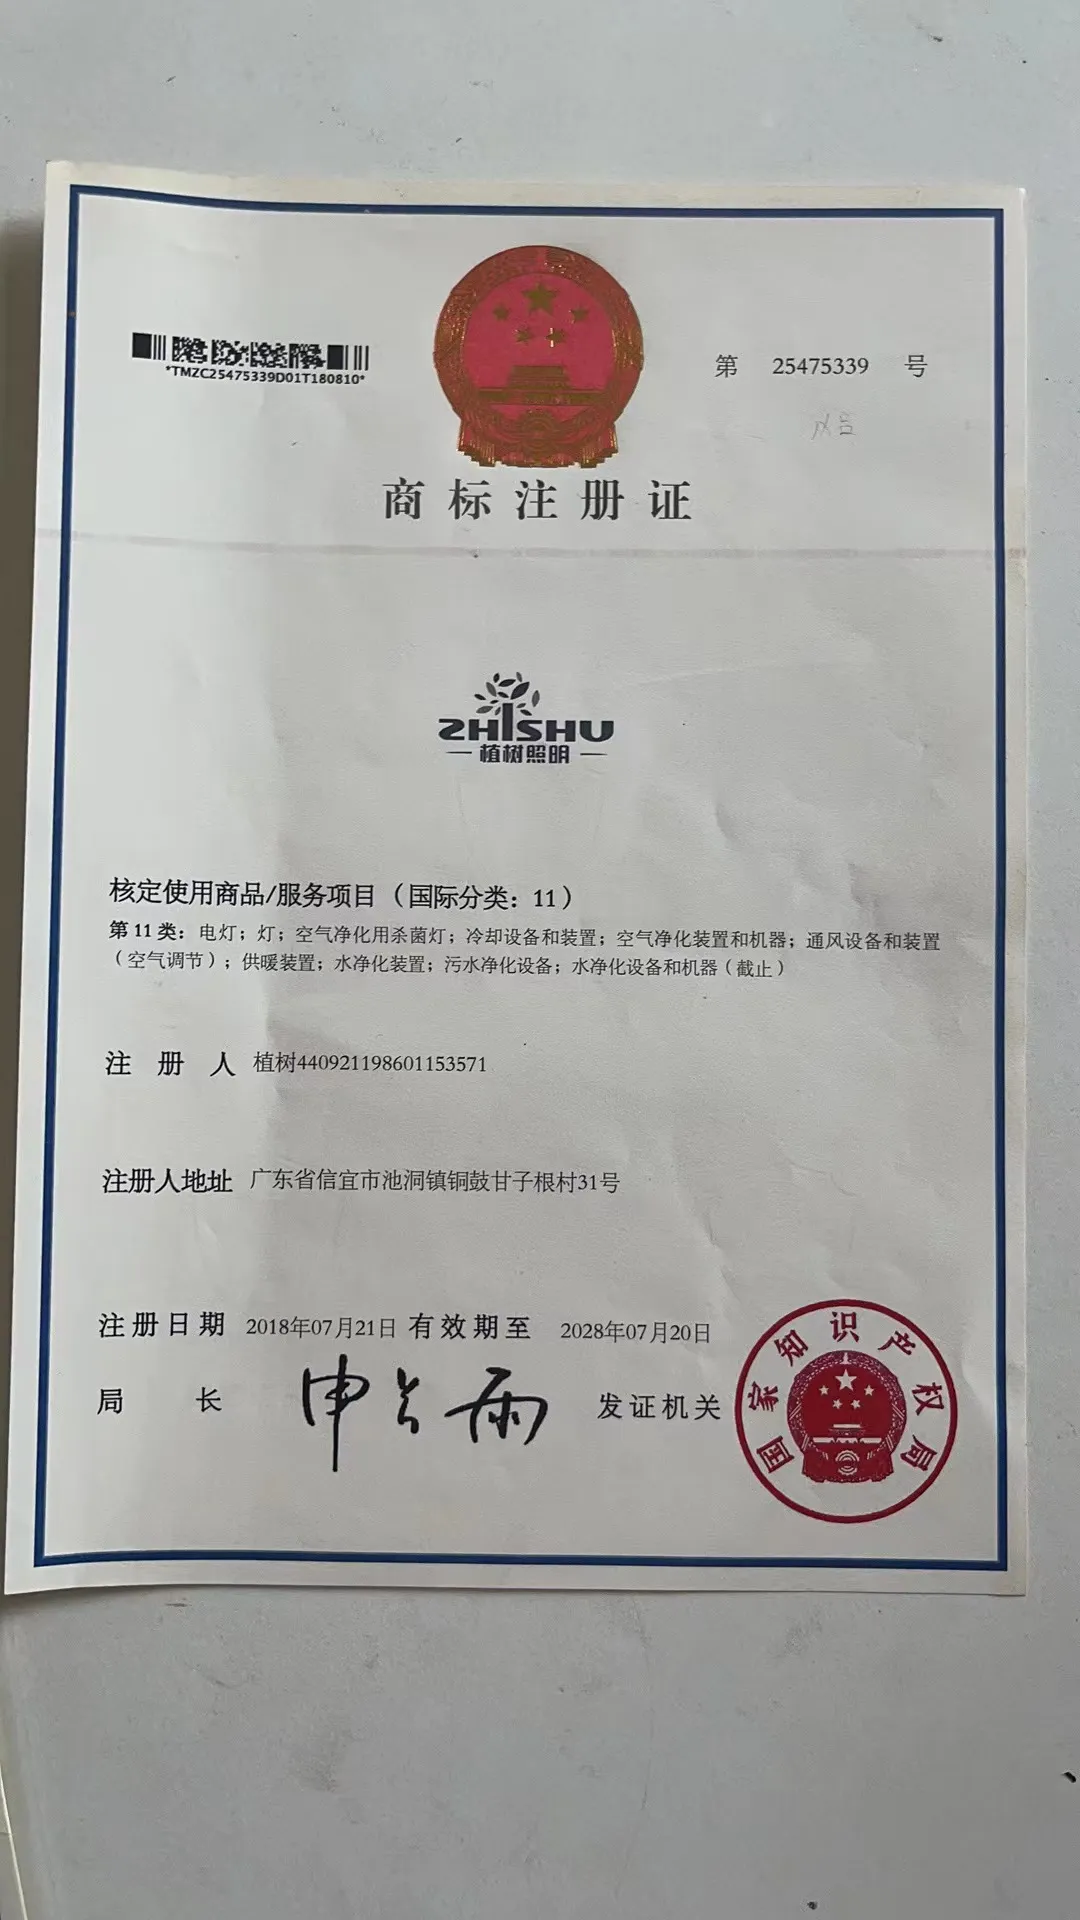 *TMZC25475339D01T180810*
第 25475339 号
商标注册证
ZHISHU
植树照明
核定使用商品/服务项目（国际分类：11）
第 11 类：电灯；灯；空气净化用杀菌灯；冷却设备和装置；空气净化装置和机器；通风设备和装置
（空气调节）；供暖装置；水净化装置；污水净化设备；水净化设备和机器（截止）
注册人 植树440921198601153571
注册人地址 广东省信宜市池洞镇铜鼓甘子根村31号
注册日期 2018年07月21日 有效期至 2028年07月20日
局长 申长雨 发证机关
国家知识产权局